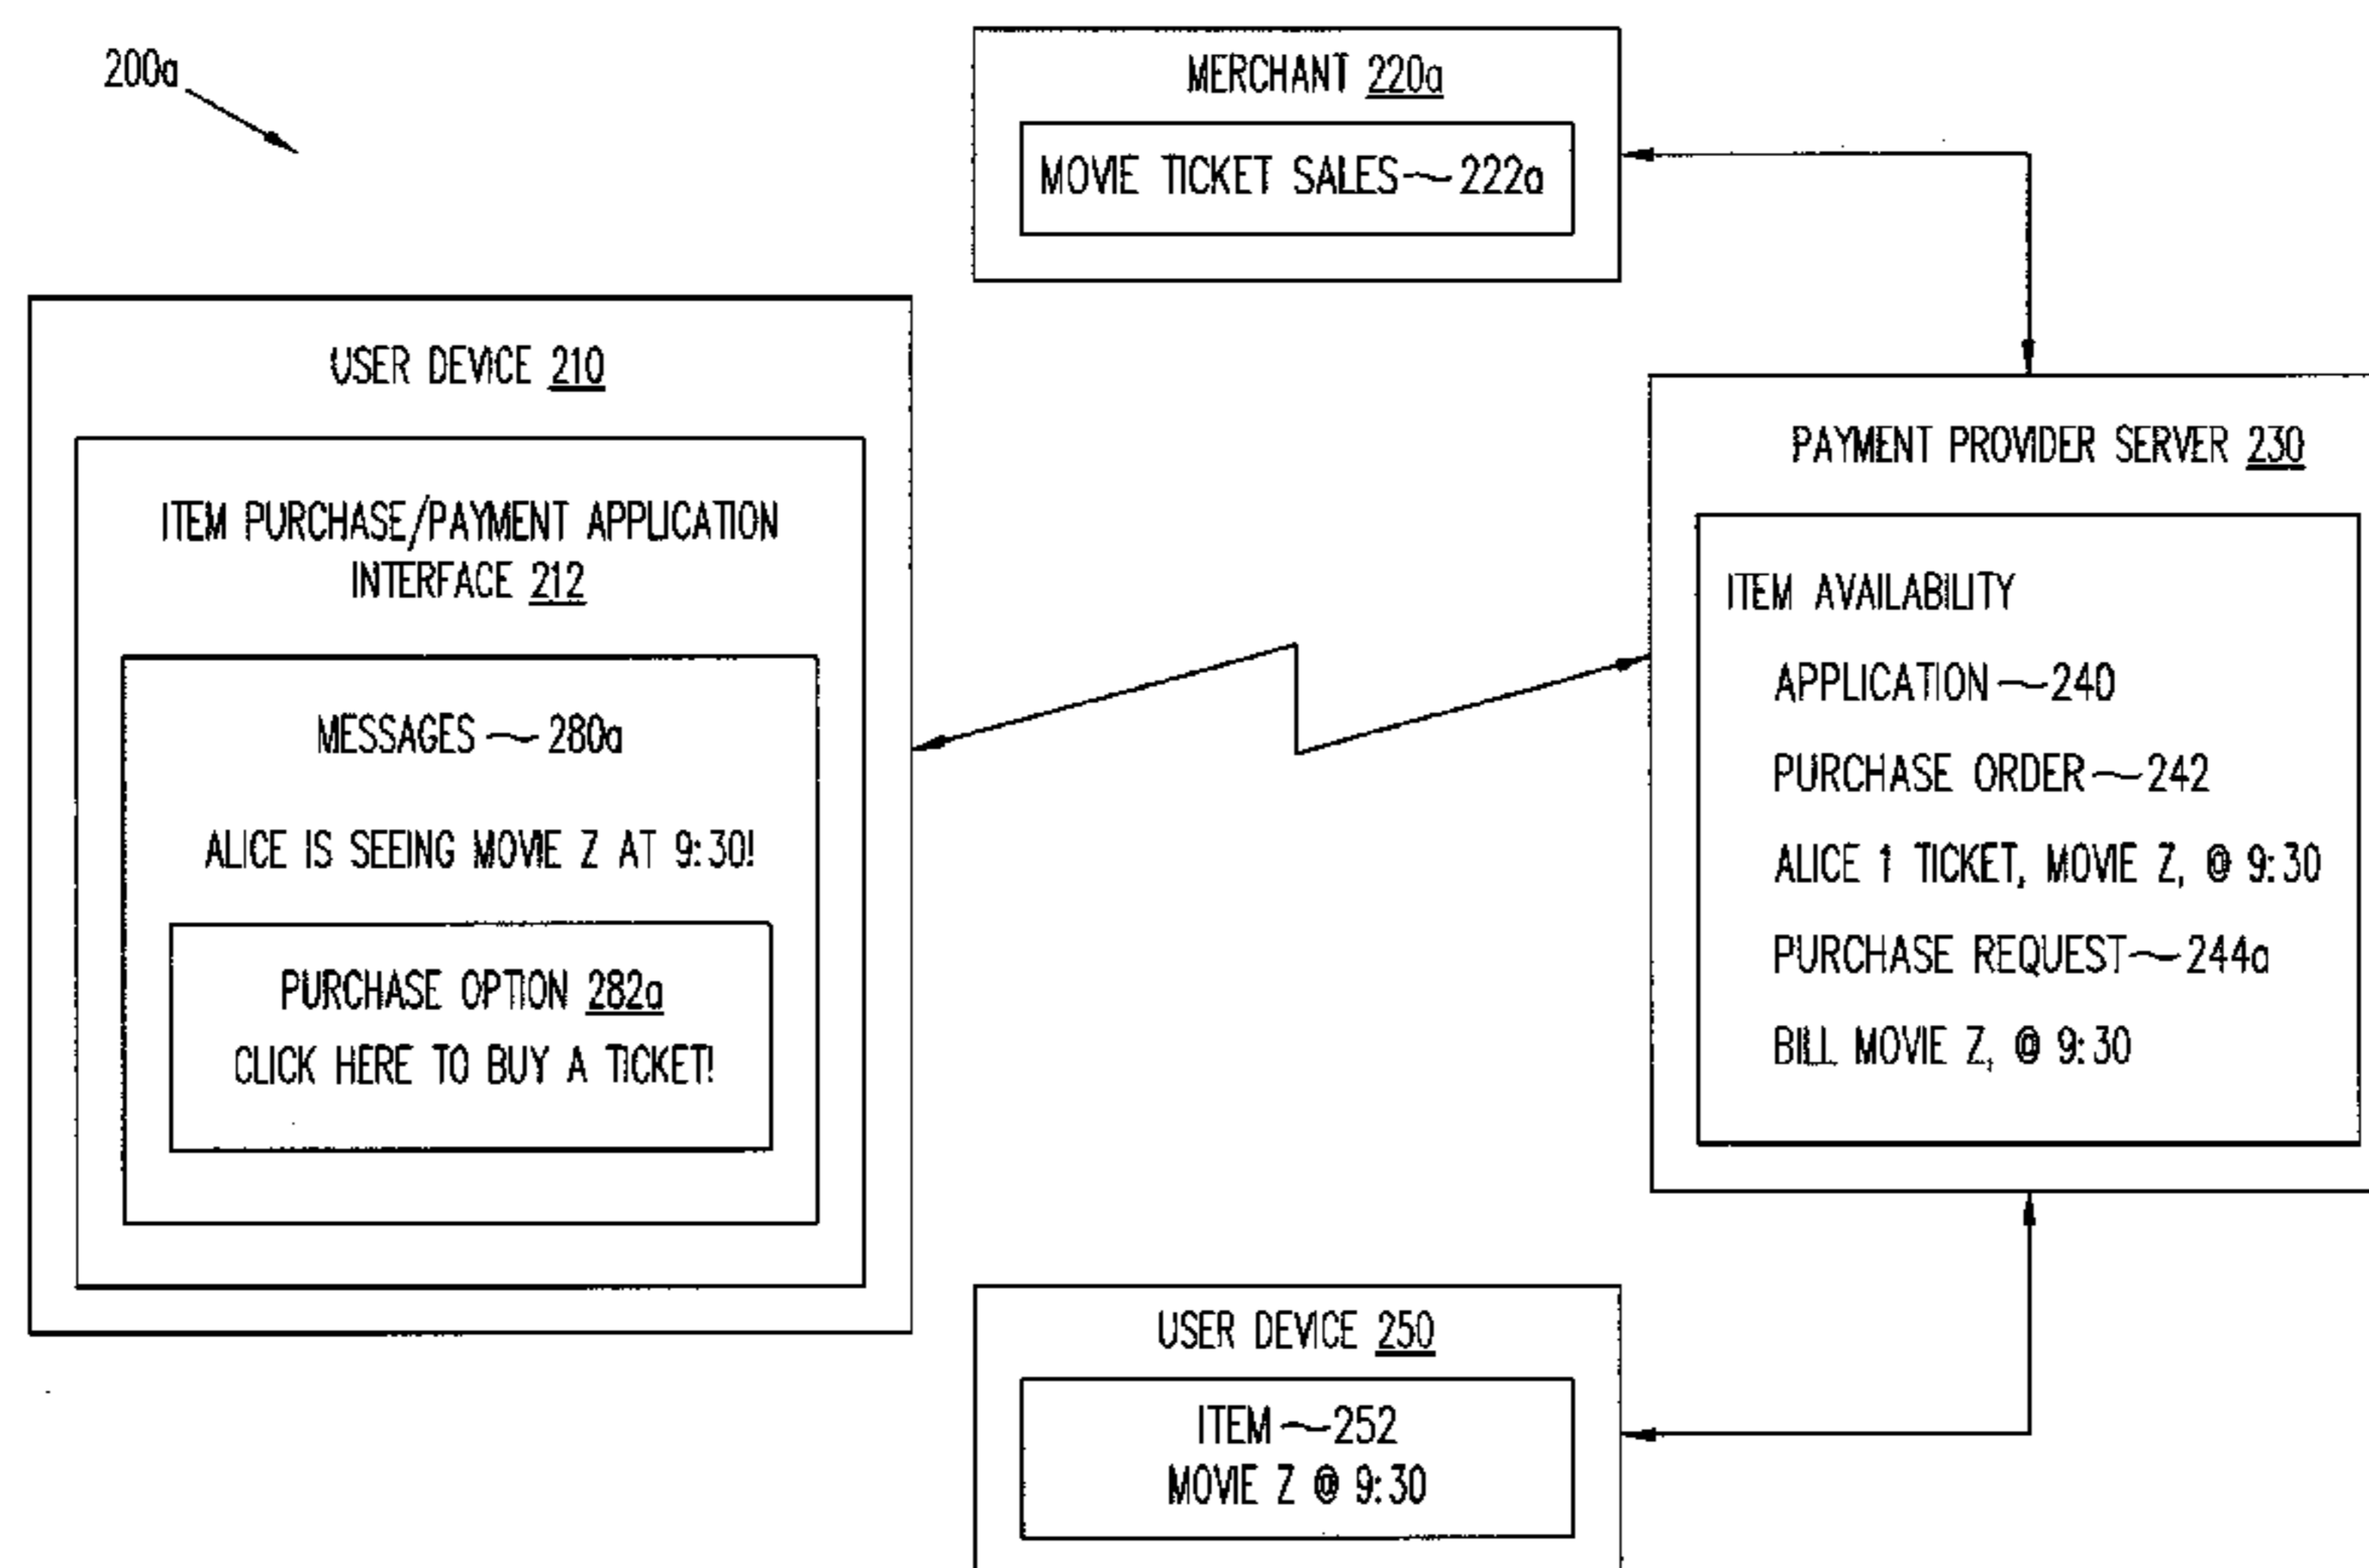 200a
MERCHANT 220a
MOVIE TICKET SALES~222a
USER DEVICE 210
ITEM PURCHASE/PAYMENT APPLICATION
INTERFACE 212
MESSAGES~280a
ALICE IS SEEING MOVIE Z AT 9:30!
PURCHASE OPTION 282a
CLICK HERE TO BUY A TICKET!
PAYMENT PROVIDER SERVER 230
ITEM AVAILABILITY
APPLICATION~240
PURCHASE ORDER~242
ALICE 1 TICKET, MOVIE Z, @ 9:30
PURCHASE REQUEST~244a
BILL MOVIE Z, @ 9:30
USER DEVICE 250
ITEM~252
MOVIE Z @ 9:30